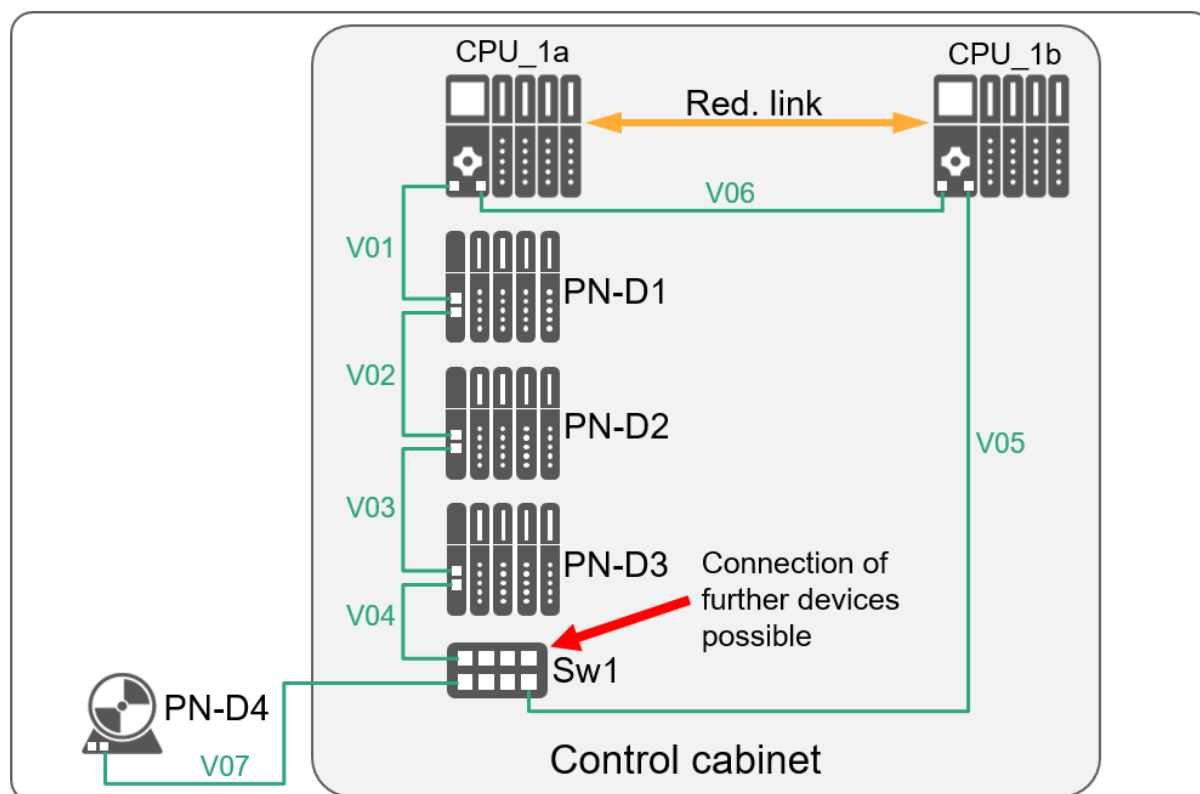 CPU_1a
CPU_1b
Red. link
V06
V01
PN-D1
V02
PN-D2
V05
V03
PN-D3
Connection of
further devices
possible
V04
Sw1
PN-D4
V07
Control cabinet